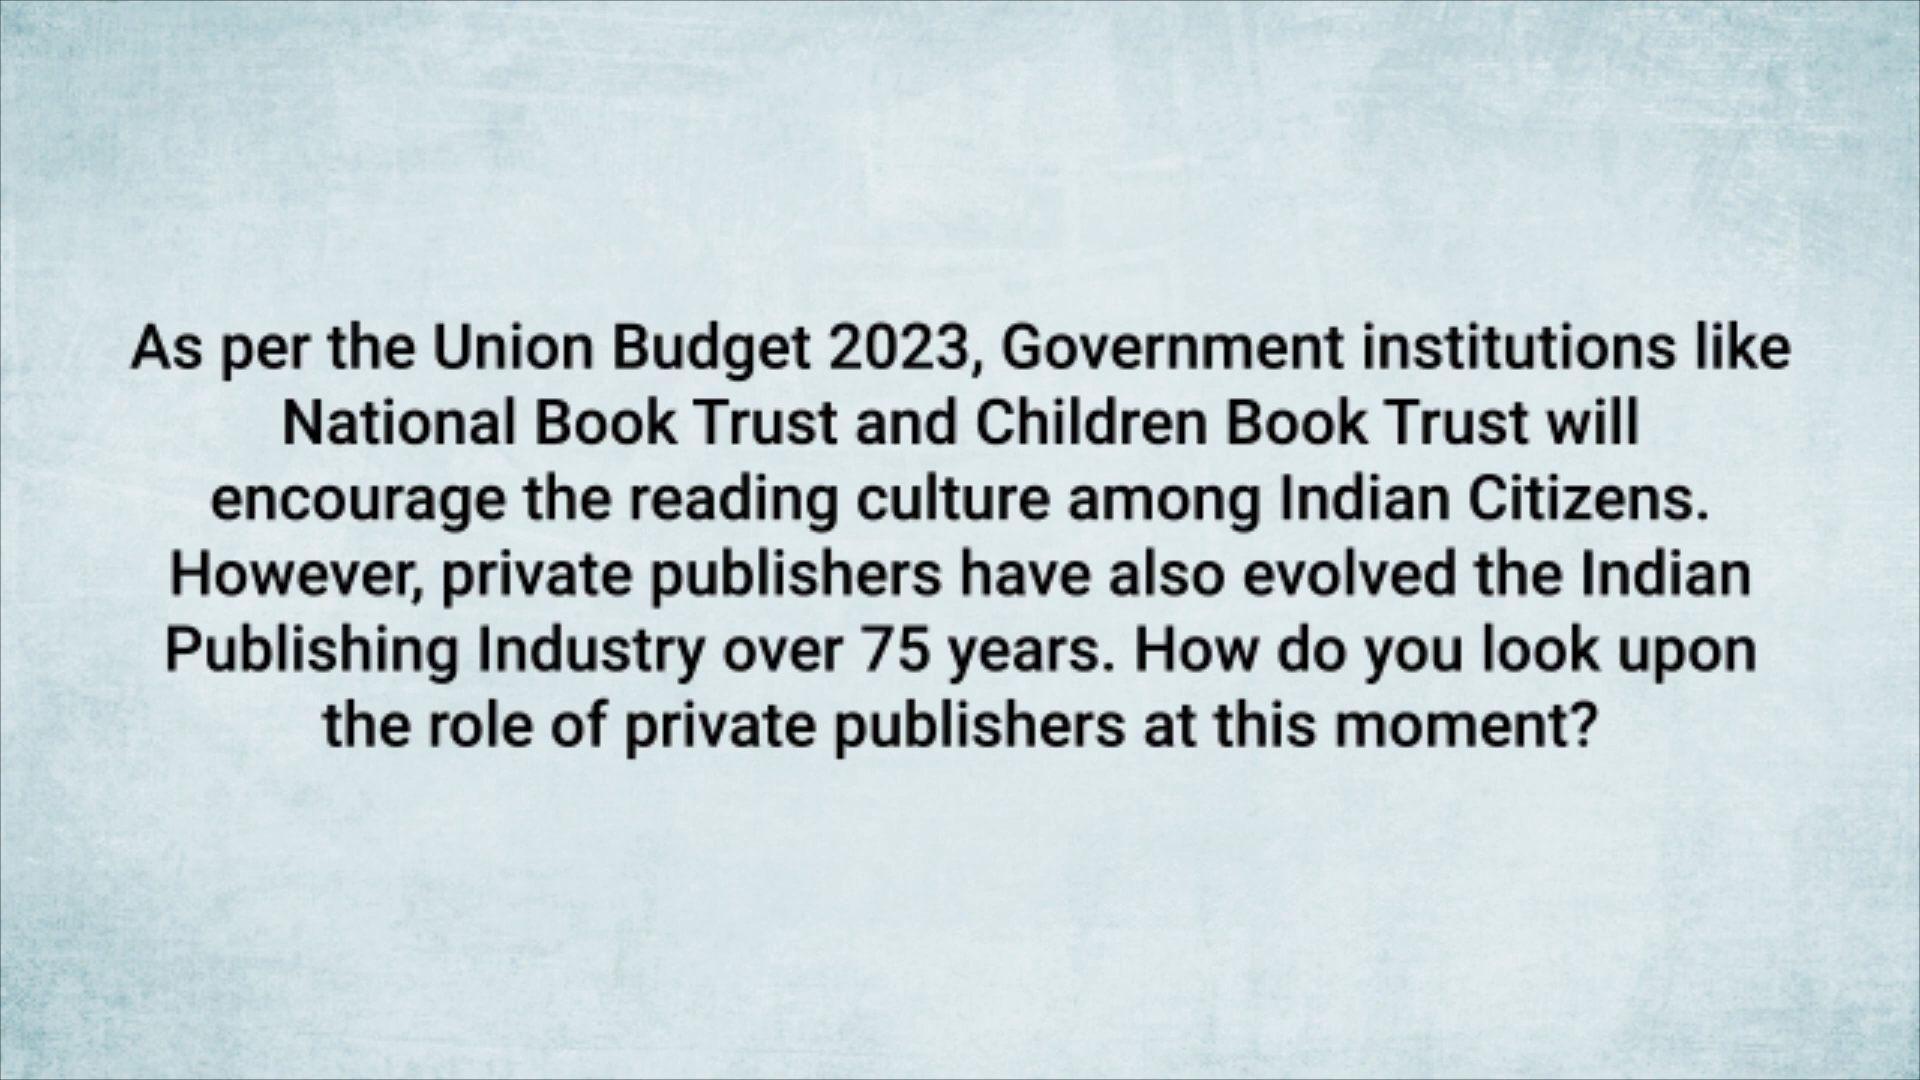 As per the Union Budget 2023, Government institutions like
National Book Trust and Children Book Trust will
encourage the reading culture among Indian Citizens.
However, private publishers have also evolved the Indian
Publishing Industry over 75 years. How do you look upon
the role of private publishers at this moment?